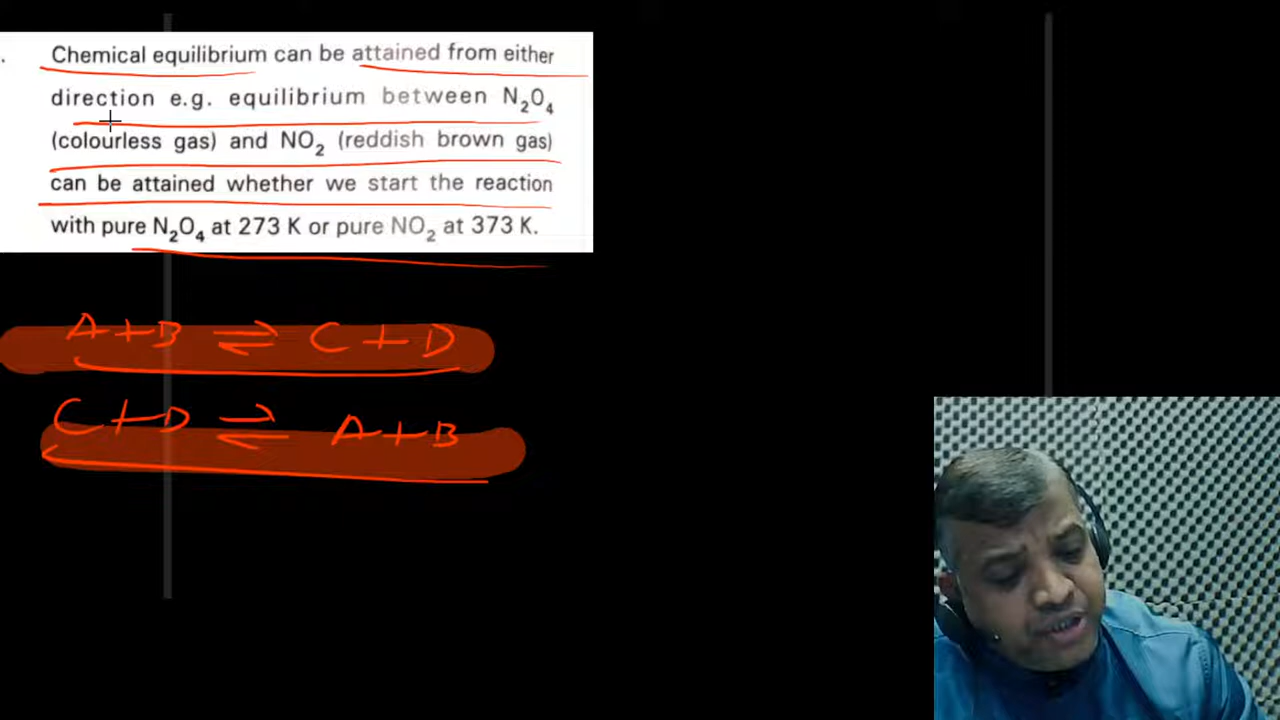 . Chemical equilibrium can be attained from either
direction e.g. equilibrium between N₂O₄
(colourless gas) and NO₂ (reddish brown gas)
can be attained whether we start the reaction
with pure N₂O₄ at 273 K or pure NO₂ at 373 K.
A+B ⇌ C+D
C+D ⇌ A+B